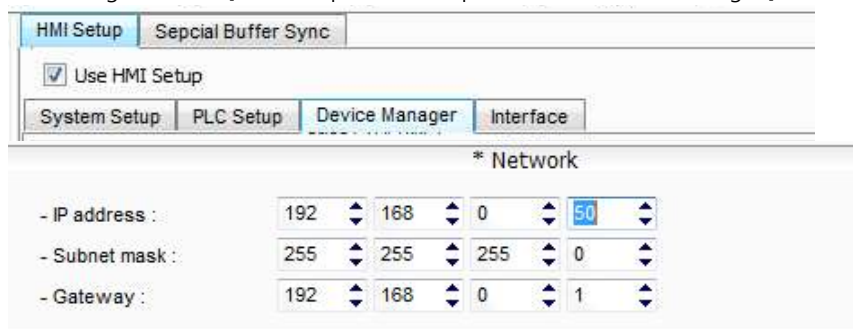 HMI Setup Sepcial Buffer Sync
Use HMI Setup
System Setup PLC Setup Device Manager Interface
* Network
- IP address : 192 168 0 50
- Subnet mask : 255 255 255 0
- Gateway : 192 168 0 1